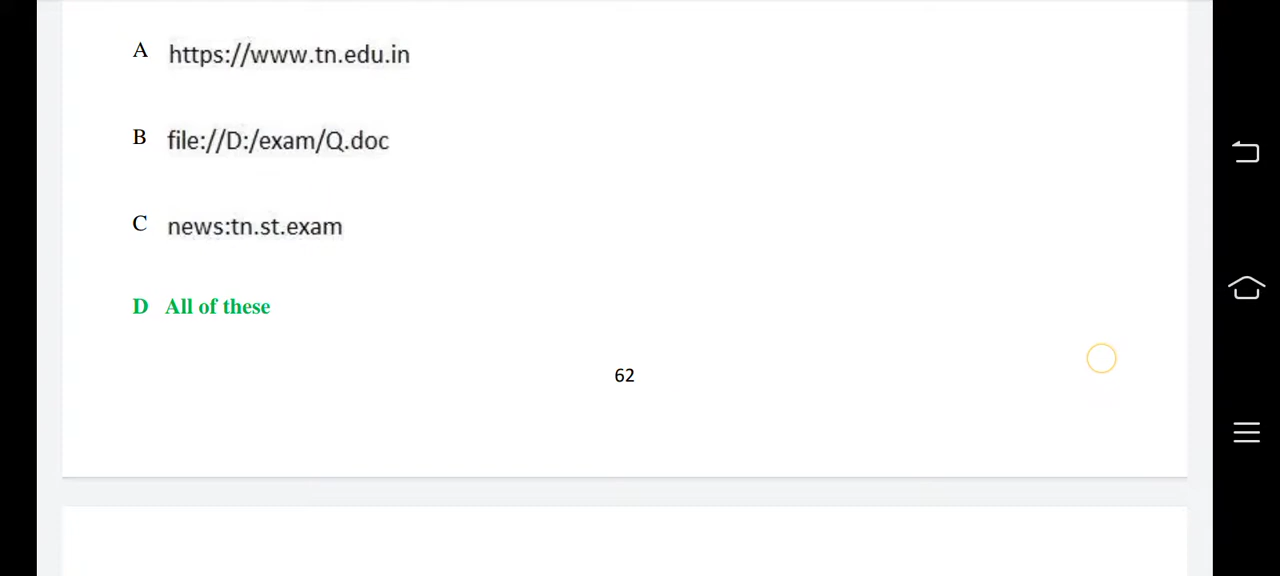 A https://www.tn.edu.in
B file://D:/exam/Q.doc
C news:tn.st.exam
D All of these
62